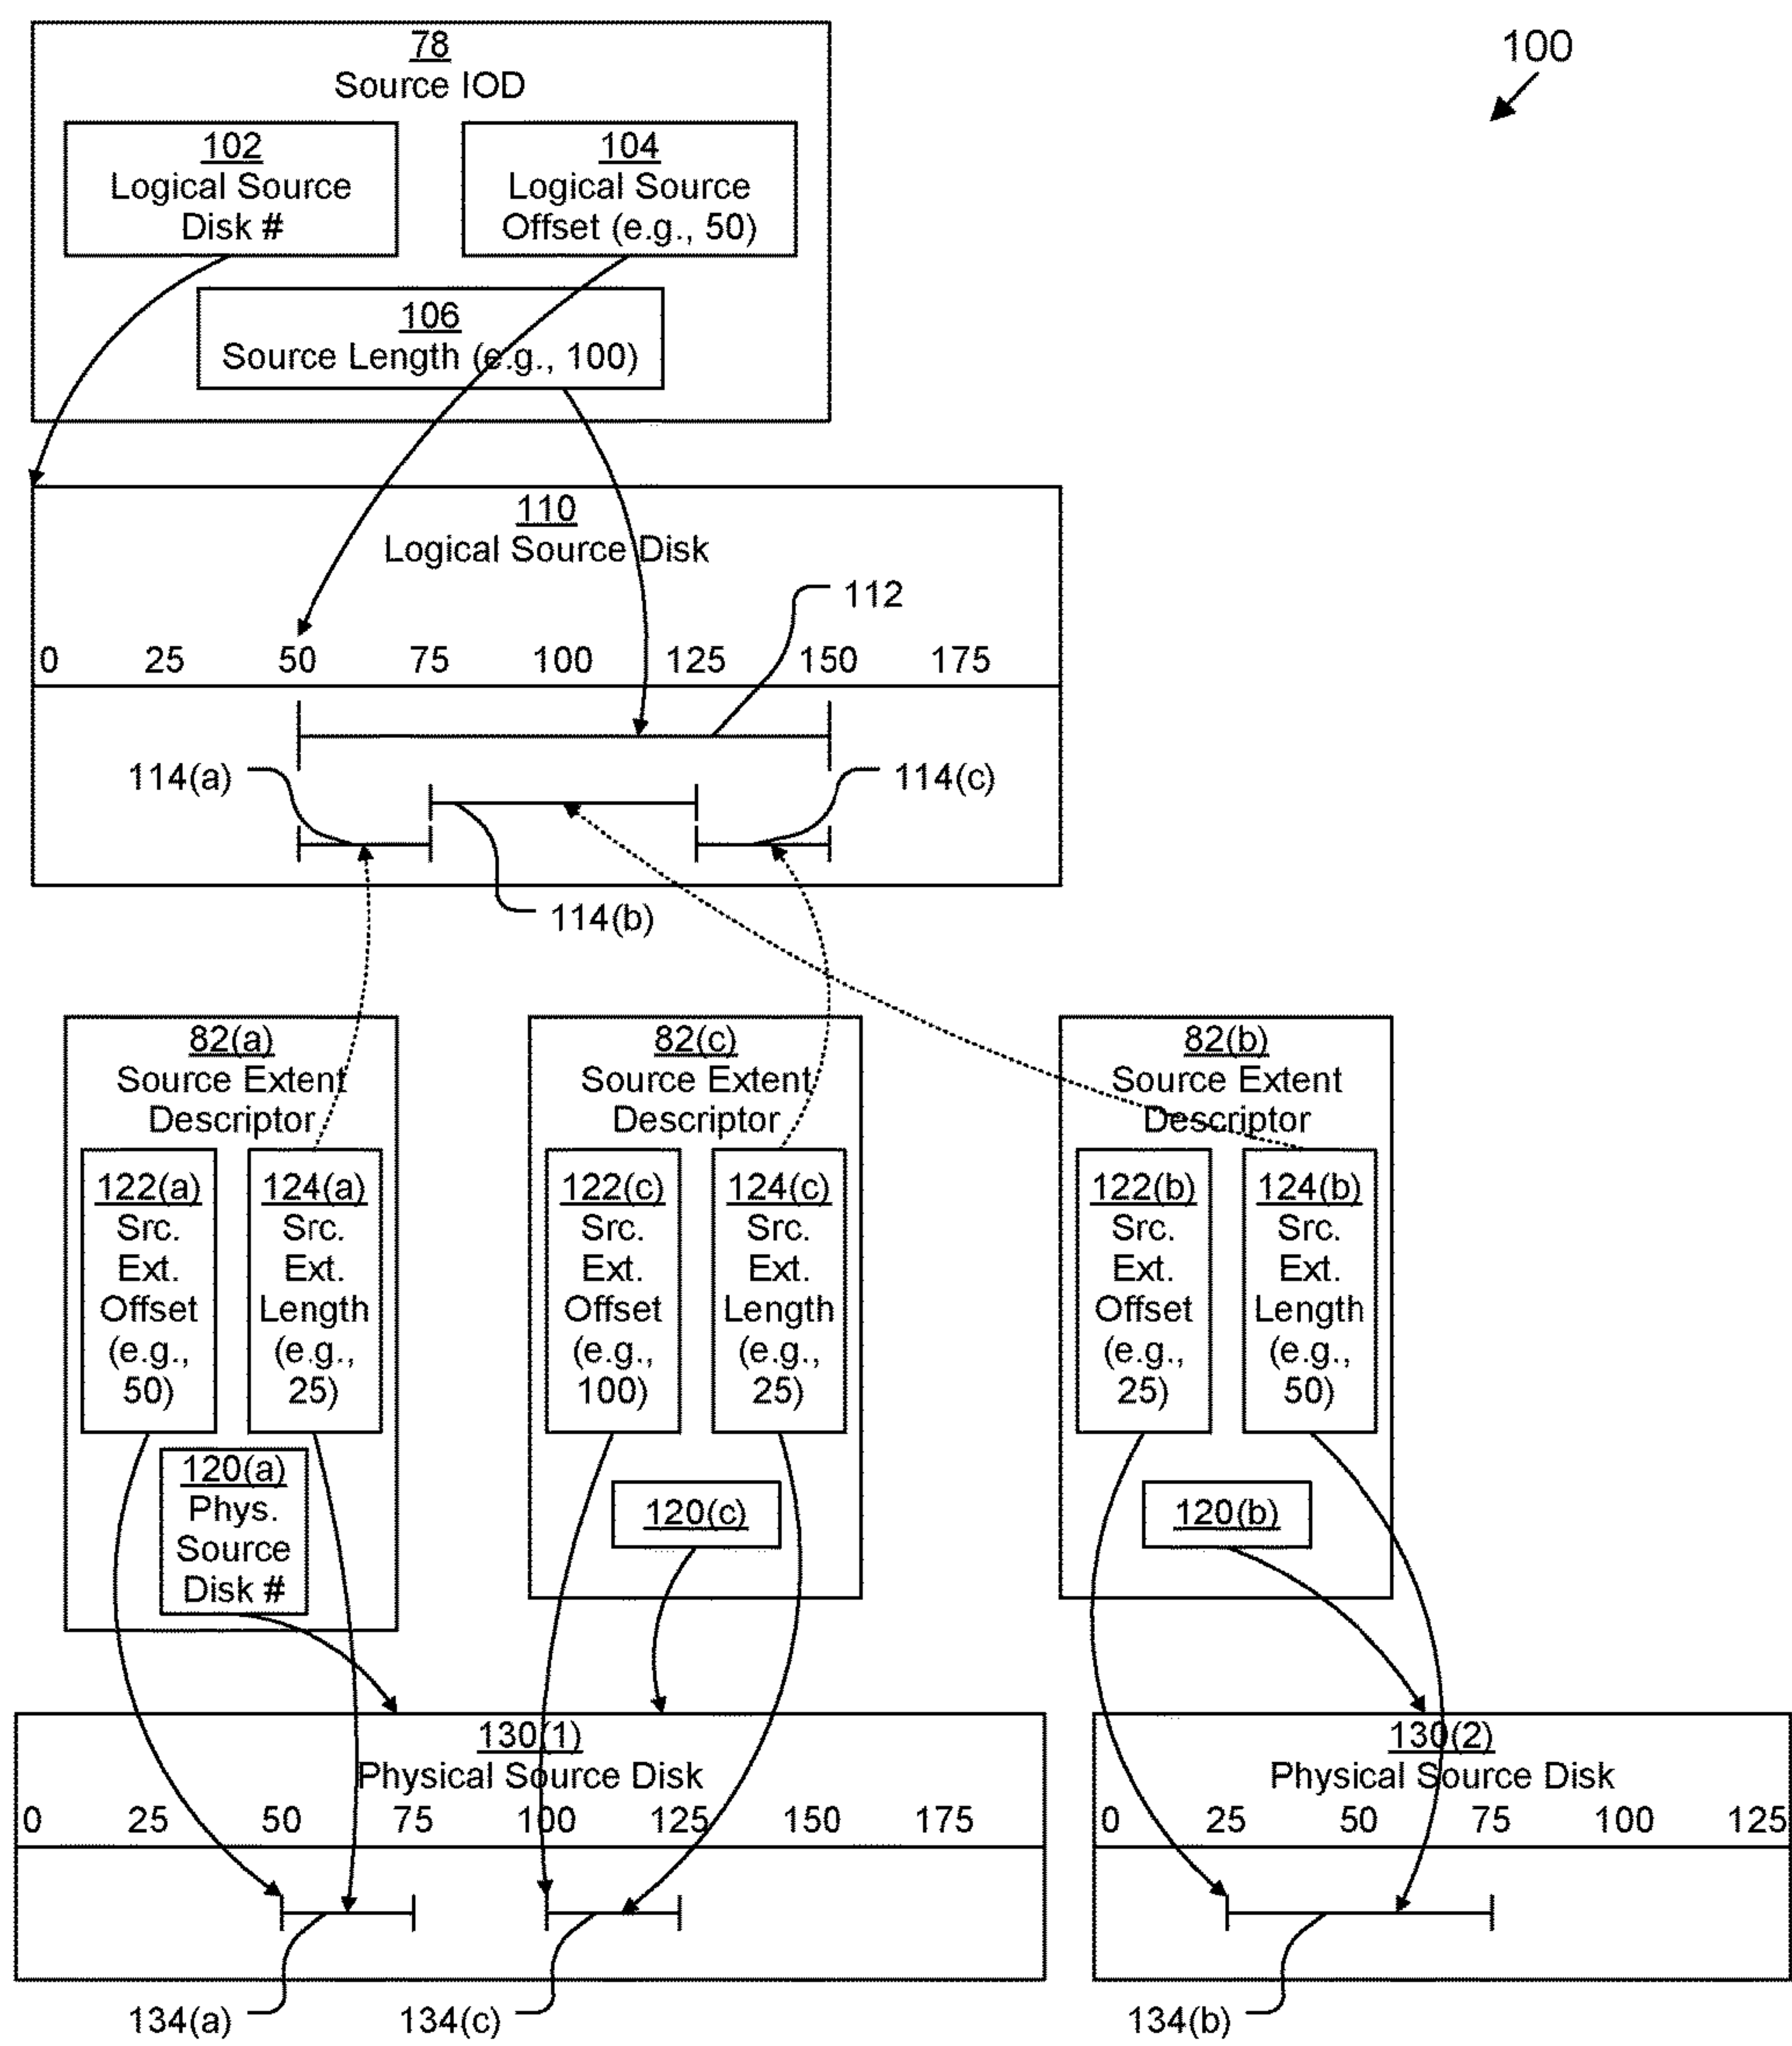 100
78
Source IOD
102
Logical Source
Disk #
104
Logical Source
Offset (e.g., 50)
106
Source Length (e.g., 100)
110
Logical Source Disk
112
0 25 50 75 100 125 150 175
114(a)
114(c)
114(b)
82(a)
Source Extent
Descriptor
122(a)
Src.
Ext.
Offset
(e.g.,
50)
124(a)
Src.
Ext.
Length
(e.g.,
25)
120(a)
Phys.
Source
Disk #
82(c)
Source Extent
Descriptor
122(c)
Src.
Ext.
Offset
(e.g.,
100)
124(c)
Src.
Ext.
Length
(e.g.,
25)
120(c)
82(b)
Source Extent
Descriptor
122(b)
Src.
Ext.
Offset
(e.g.,
25)
124(b)
Src.
Ext.
Length
(e.g.,
50)
120(b)
130(1)
Physical Source Disk
0 25 50 75 100 125 150 175
134(a)
134(c)
130(2)
Physical Source Disk
0 25 50 75 100 125
134(b)